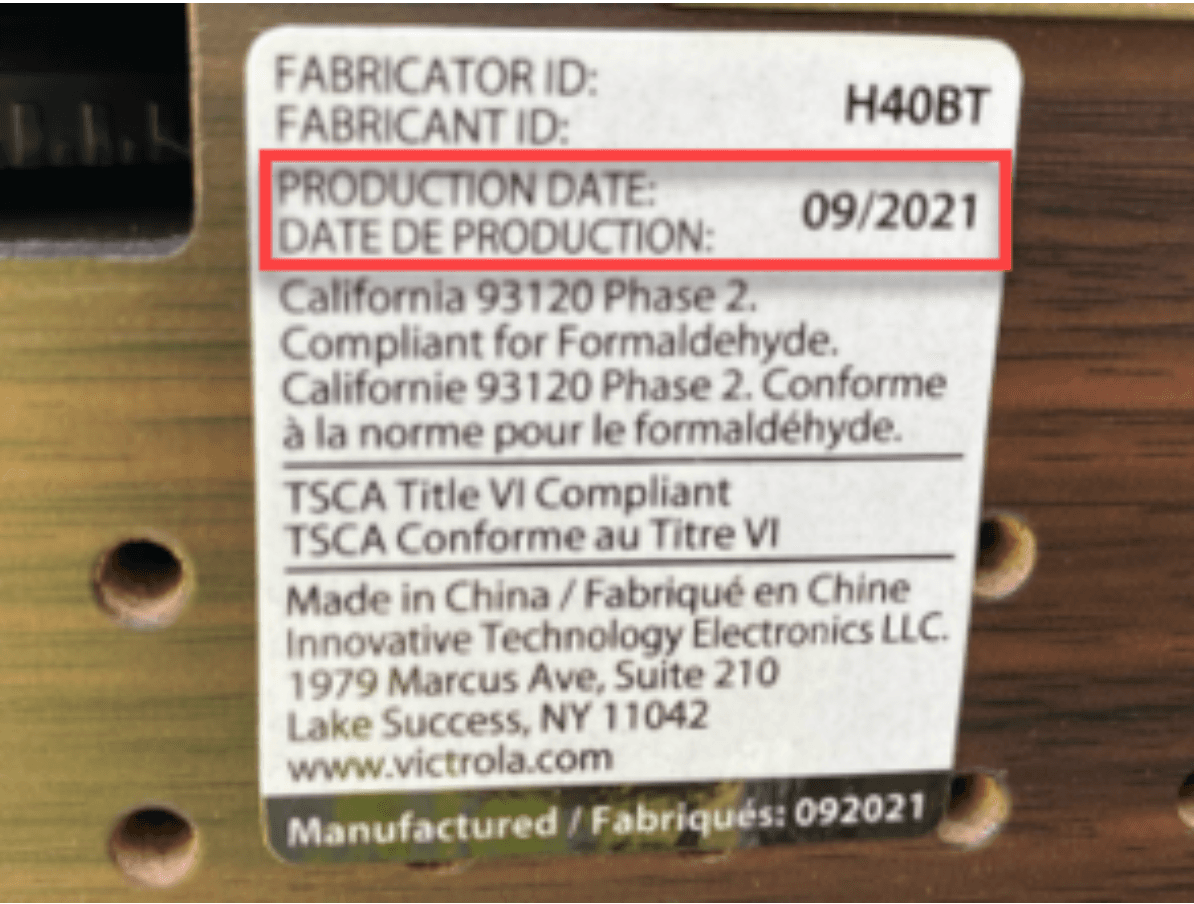 FABRICATOR ID:
FABRICANT ID:
H40BT
PRODUCTION DATE:
DATE DE PRODUCTION:
09/2021
California 93120 Phase 2.
Compliant for Formaldehyde.
Californie 93120 Phase 2. Conforme
à la norme pour le formaldéhyde.
TSCA Title VI Compliant
TSCA Conforme au Titre VI
Made in China / Fabriqué en Chine
Innovative Technology Electronics LLC.
1979 Marcus Ave, Suite 210
Lake Success, NY 11042
www.victrola.com
Manufactured / Fabriqués: 092021